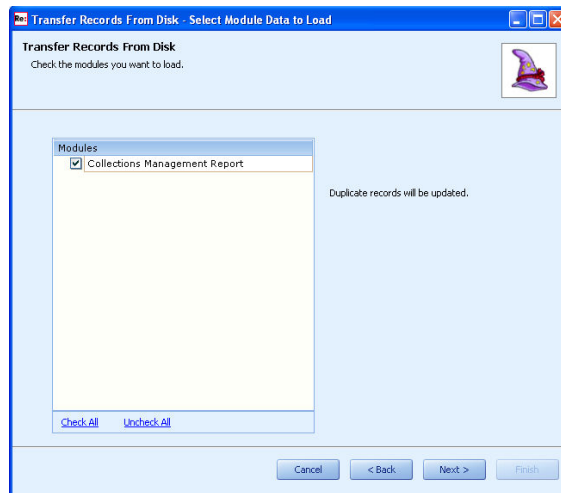 Re: Transfer Records From Disk - Select Module Data to Load
Transfer Records From Disk
Check the modules you want to load.
Modules
Collections Management Report
Duplicate records will be updated.
Check All Uncheck All
Cancel < Back Next > Finish